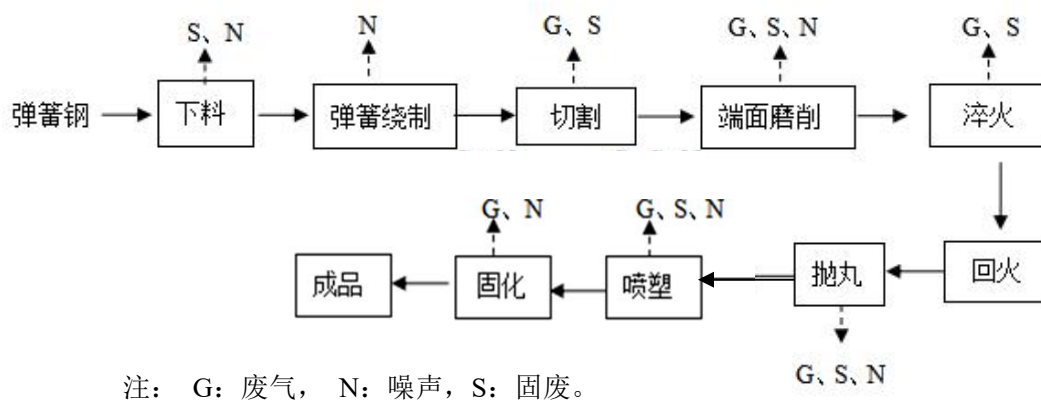 S、N
N
G、S
G、S、N
G、S
弹簧钢
下料
弹簧绕制
切割
端面磨削
淬火
G、N
G、S、N
成品
固化
喷塑
抛丸
回火
G、S、N
注： G：废气， N：噪声，S：固废。